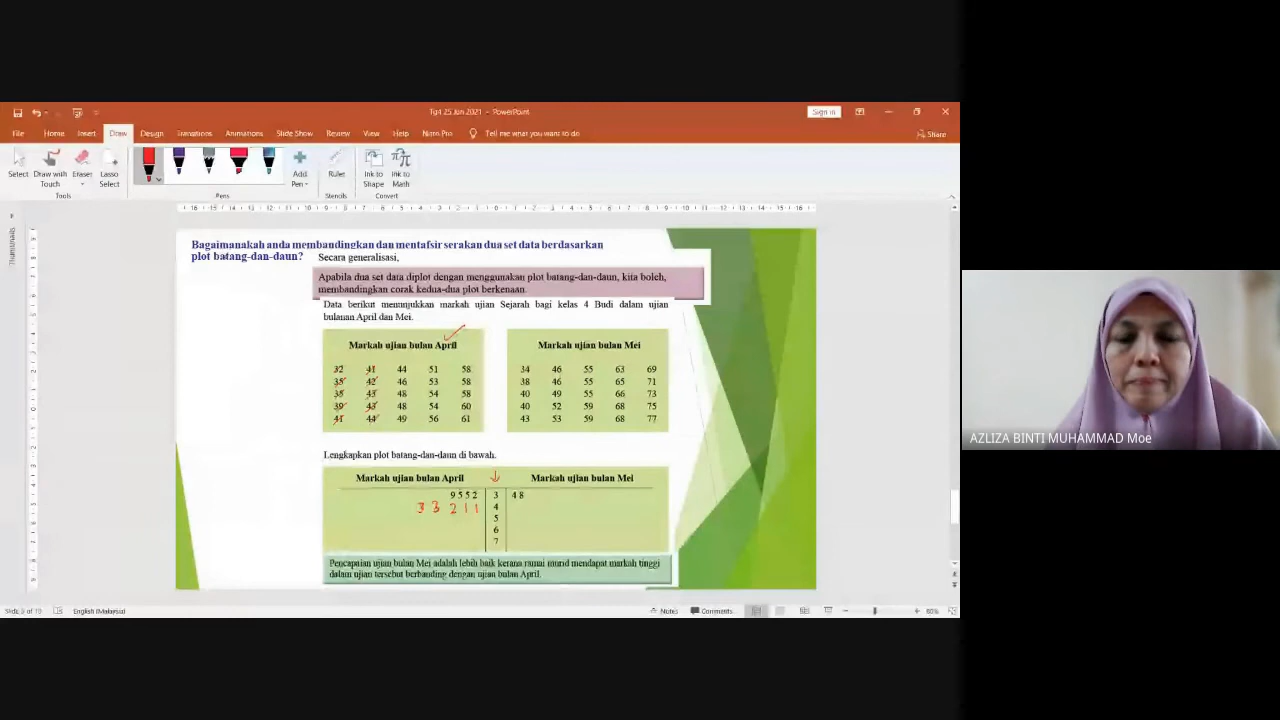 Tg4 25 Jan 2021 - PowerPoint
Sign in
File Home Insert Draw Design Transitions Animations Slide Show Review View Help Nitro Pro Tell me what you want to do
Share
Select Draw with Touch Eraser Lasso Select Add Pen Ruler Ink to Shape Ink to Math
Tools Pens Stencils Convert
Thumbnails
Bagaimanakah anda membandingkan dan mentafsir serakan dua set data berdasarkan
plot batang-dan-daun? Secara generalisasi,
Apabila dua set data diplot dengan menggunakan plot batang-dan-daun, kita boleh,
membandingkan corak kedua-dua plot berkenaan.
Data berikut menunjukkan markah ujian Sejarah bagi kelas 4 Budi dalam ujian
bulanan April dan Mei.
Markah ujian bulan April
32 41 44 51 58
35 42 46 53 58
35 43 48 54 58
39 43 48 54 60
41 44 49 56 61
Markah ujian bulan Mei
34 46 55 63 69
38 46 55 65 71
40 49 55 66 73
40 52 59 68 75
43 53 59 68 77
Lengkapkan plot batang-dan-daun di bawah.
Markah ujian bulan April Markah ujian bulan Mei
9 5 5 2 3 4 8
3 3 2 1 1 4
5
6
7
Pencapaian ujian bulan Mei adalah lebih baik kerana ramai murid mendapat markah tinggi
dalam ujian tersebut berbanding dengan ujian bulan April.
English (Malaysia)
Notes Comments
60%
AZLIZA BINTI MUHAMMAD Moe